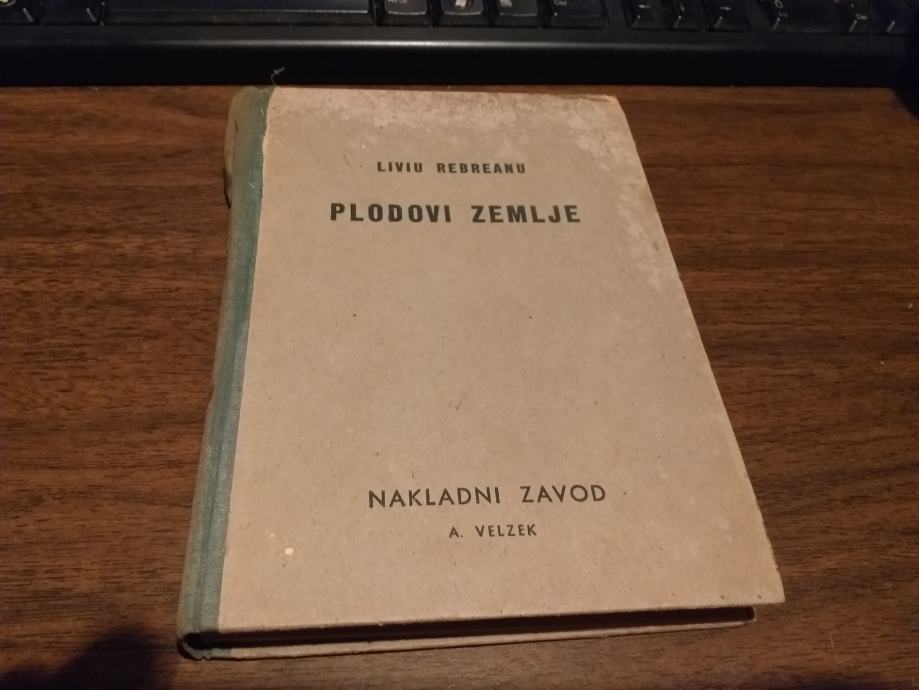 LIVIU REBREANU
PLODOVI ZEMLJE
NAKLADNI ZAVOD
A. VELZEK